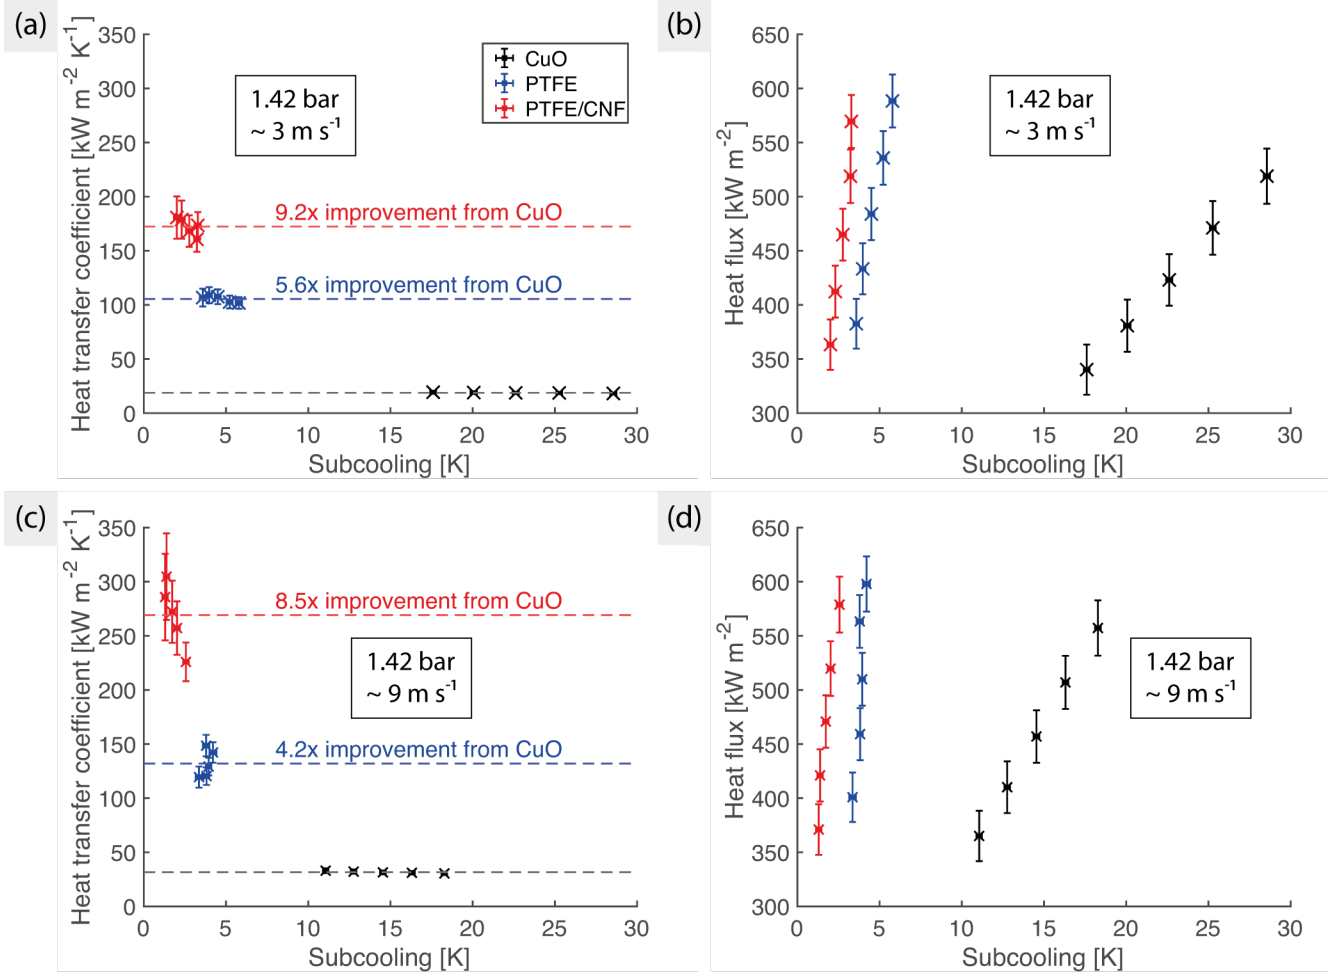 (a)
Heat transfer coefficient [kW m⁻² K⁻¹]
350
300
250
200
150
100
50
0
1.42 bar
~ 3 m s⁻¹
CuO
PTFE
PTFE/CNF
9.2x improvement from CuO
5.6x improvement from CuO
0 5 10 15 20 25 30
Subcooling [K]
(b)
Heat flux [kW m⁻²]
650
600
550
500
450
400
350
300
1.42 bar
~ 3 m s⁻¹
0 5 10 15 20 25 30
Subcooling [K]
(c)
Heat transfer coefficient [kW m⁻² K⁻¹]
350
300
250
200
150
100
50
0
8.5x improvement from CuO
1.42 bar
~ 9 m s⁻¹
4.2x improvement from CuO
0 5 10 15 20 25 30
Subcooling [K]
(d)
Heat flux [kW m⁻²]
650
600
550
500
450
400
350
300
1.42 bar
~ 9 m s⁻¹
0 5 10 15 20 25 30
Subcooling [K]